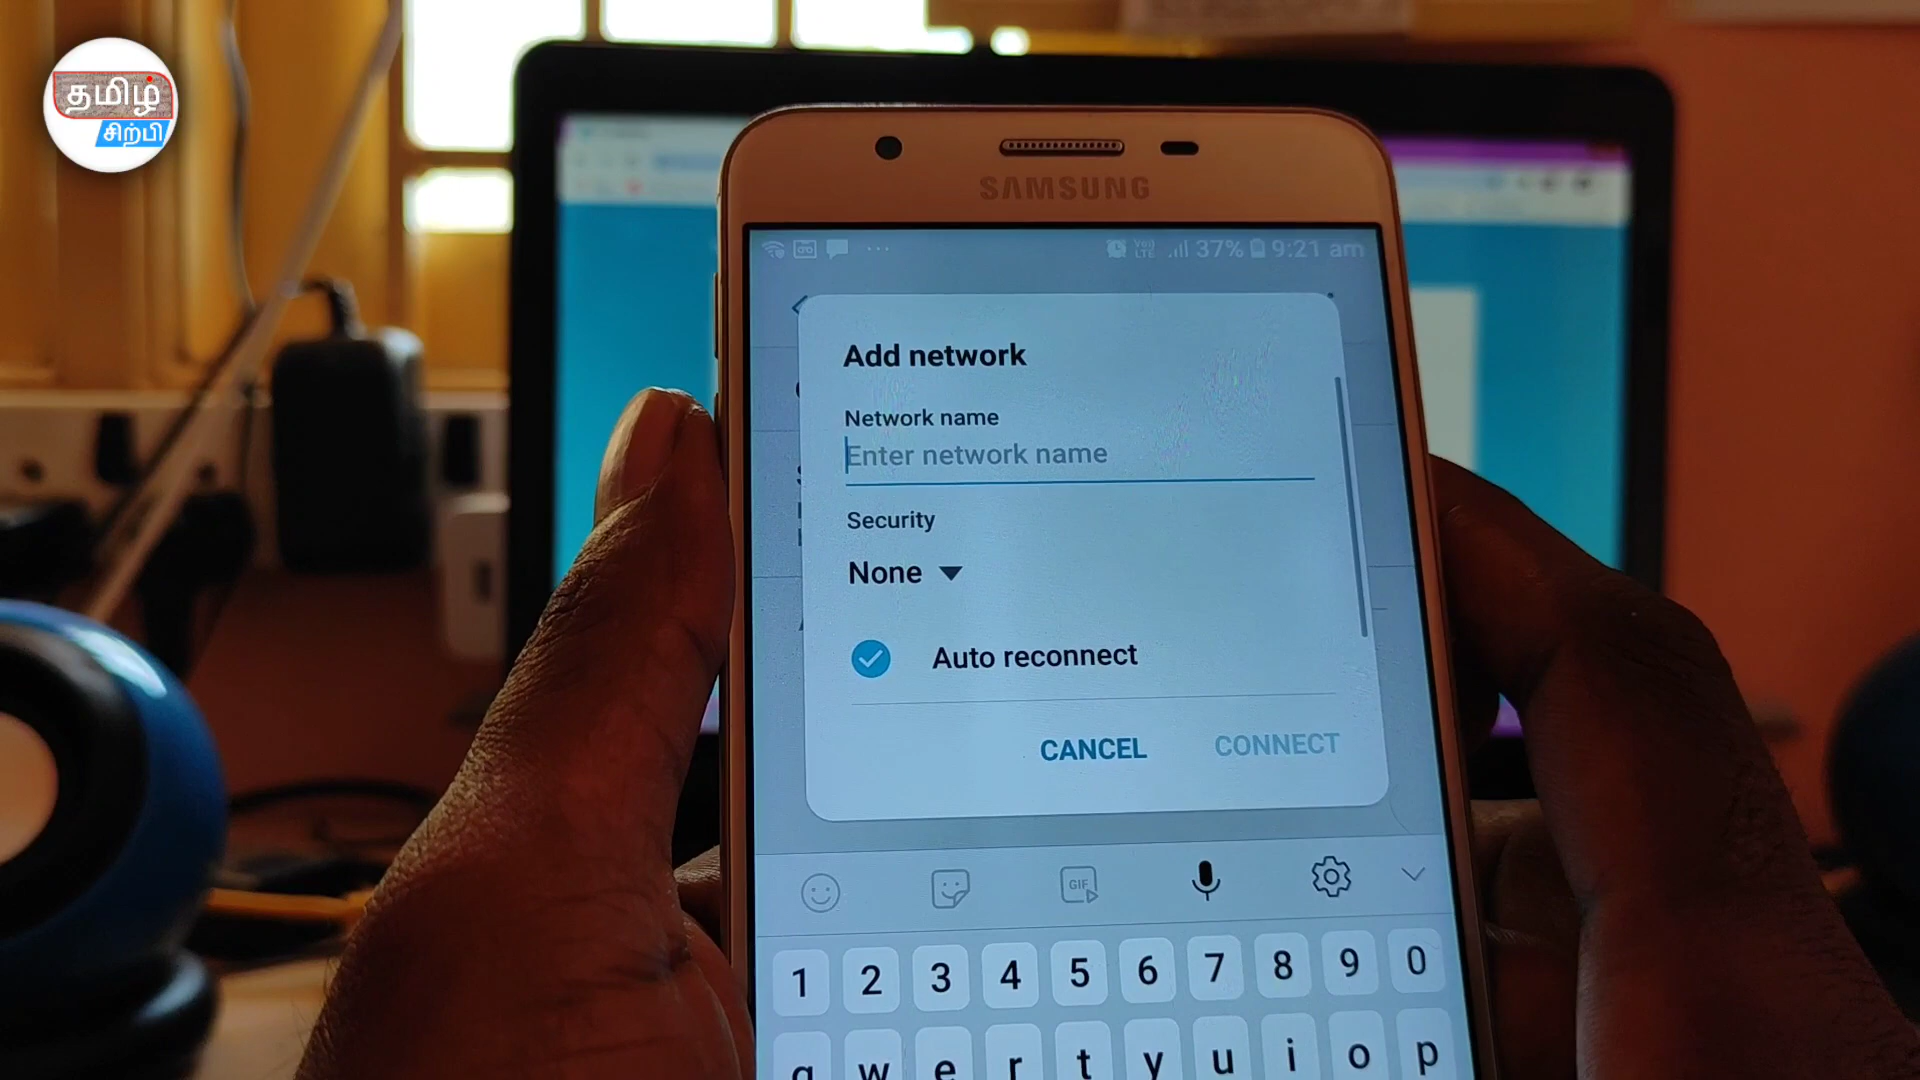 தமிழ்
சிற்பி
SAMSUNG
37% 9:21 am
Add network
Network name
Enter network name
Security
None
Auto reconnect
CANCEL CONNECT
GIF
1 2 3 4 5 6 7 8 9 0
q w e r t y u i o p